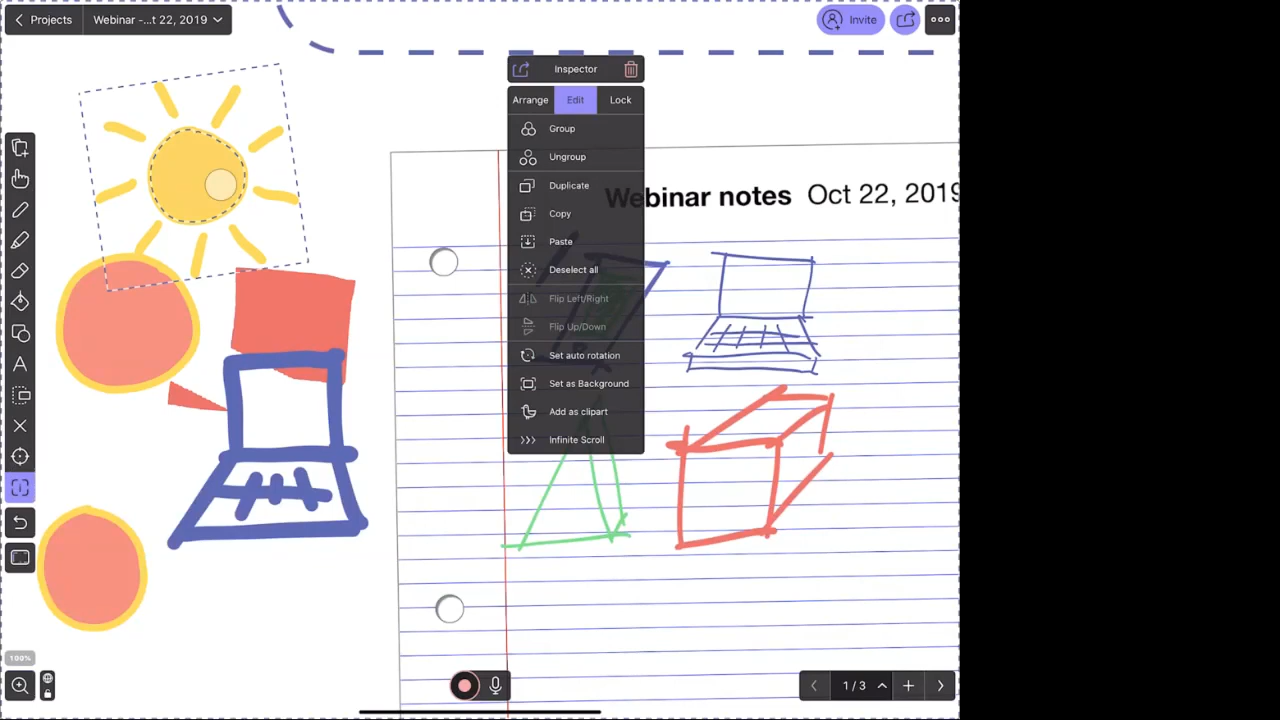 Projects
Webinar -...t 22, 2019
Invite
Inspector
Arrange
Edit
Lock
Group
Ungroup
Duplicate
Copy
Paste
Deselect all
Flip Left/Right
Flip Up/Down
Set auto rotation
Set as Background
Add as clipart
Infinite Scroll
Webinar notes Oct 22, 2019
A
100%
1/3